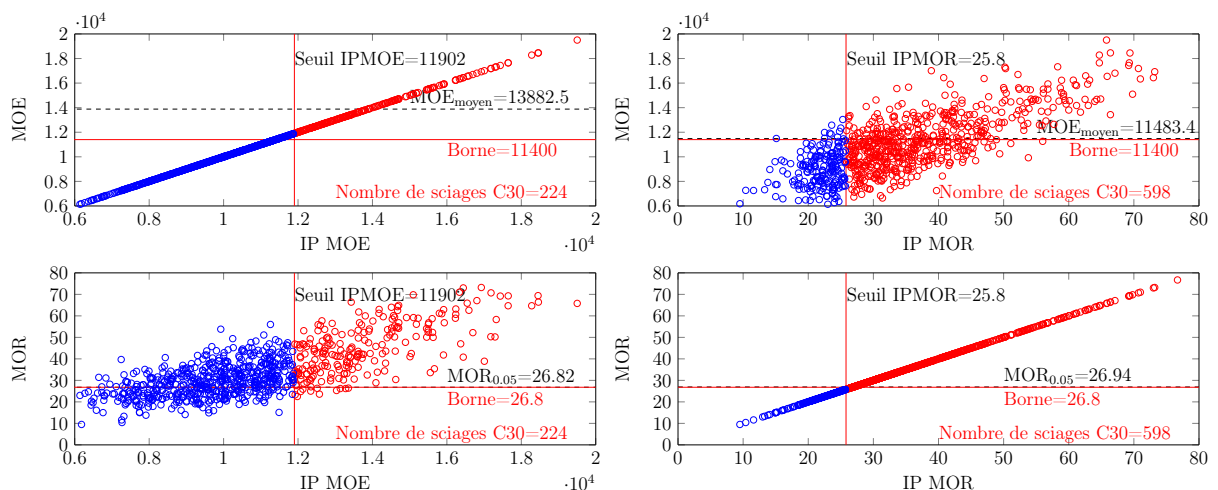 ·10⁴
2
1.8
1.6
1.4
1.2
1
0.8
0.6
MOE
Seuil IPMOE=11902
MOE_moyen=13882.5
Borne=11400
Nombre de sciages C30=224
0.6 0.8 1 1.2 1.4 1.6 1.8 2
·10⁴
IP MOE
·10⁴
2
1.8
1.6
1.4
1.2
1
0.8
0.6
MOE
Seuil IPMOR=25.8
MOE_moyen=11483.4
Borne=11400
Nombre de sciages C30=598
0 10 20 30 40 50 60 70 80
IP MOR
80
70
60
50
40
30
20
10
0
MOR
Seuil IPMOE=11902
MOR_0.05=26.82
Borne=26.8
Nombre de sciages C30=224
0.6 0.8 1 1.2 1.4 1.6 1.8 2
·10⁴
IP MOE
80
70
60
50
40
30
20
10
0
MOR
Seuil IPMOR=25.8
MOR_0.05=26.94
Borne=26.8
Nombre de sciages C30=598
0 10 20 30 40 50 60 70 80
IP MOR